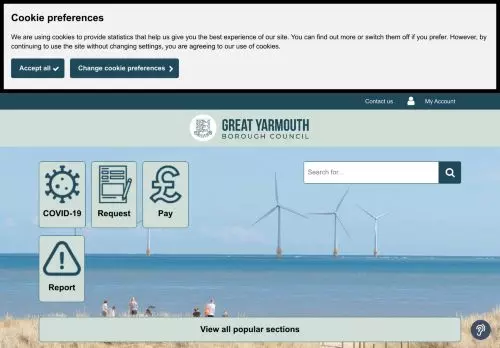 Cookie preferences
We are using cookies to provide statistics that help us give you the best experience of our site. You can find out more or switch them off if you prefer. However, by
continuing to use the site without changing settings, you are agreeing to our use of cookies.
Accept all
Change cookie preferences
Contact us
My Account
GREAT YARMOUTH
BOROUGH COUNCIL
Search for...
COVID-19
Request
Pay
Report
View all popular sections